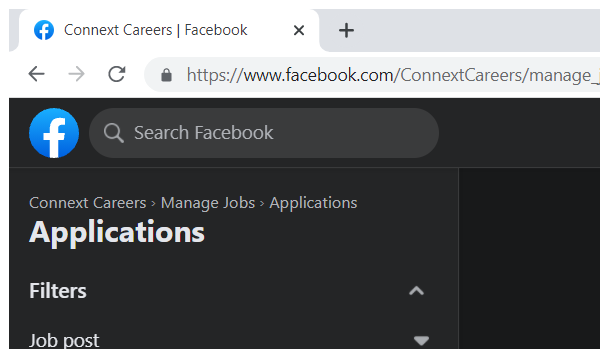 Connext Careers | Facebook
https://www.facebook.com/ConnextCareers/manage_j
Search Facebook
Connext Careers › Manage Jobs › Applications
Applications
Filters
Job post